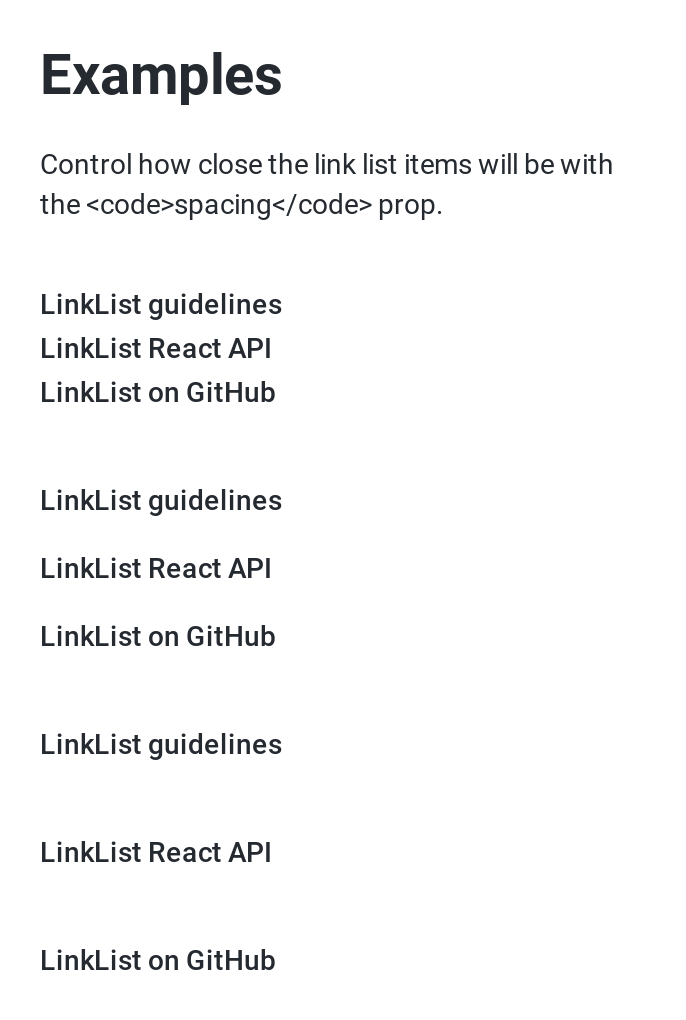 Examples
Control how close the link list items will be with
the <code>spacing</code> prop.
LinkList guidelines
LinkList React API
LinkList on GitHub
LinkList guidelines
LinkList React API
LinkList on GitHub
LinkList guidelines
LinkList React API
LinkList on GitHub